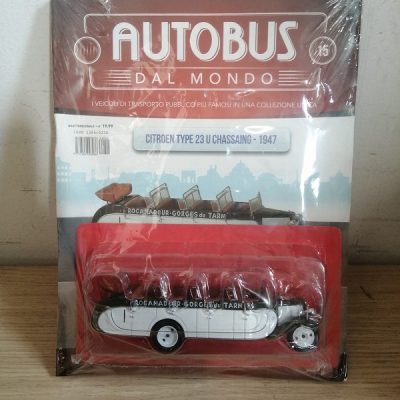 AUTOBUS
15
DAL MONDO
I VEICOLI DI TRASPORTO PUBBLICO PIÙ FAMOSI IN UNA COLLEZIONE UNICA
CITROEN TYPE 23 U CHASSAING - 1947
ROCAMADOUR-GORGES du TARN
ROCAMADOUR-GORGES du TARN